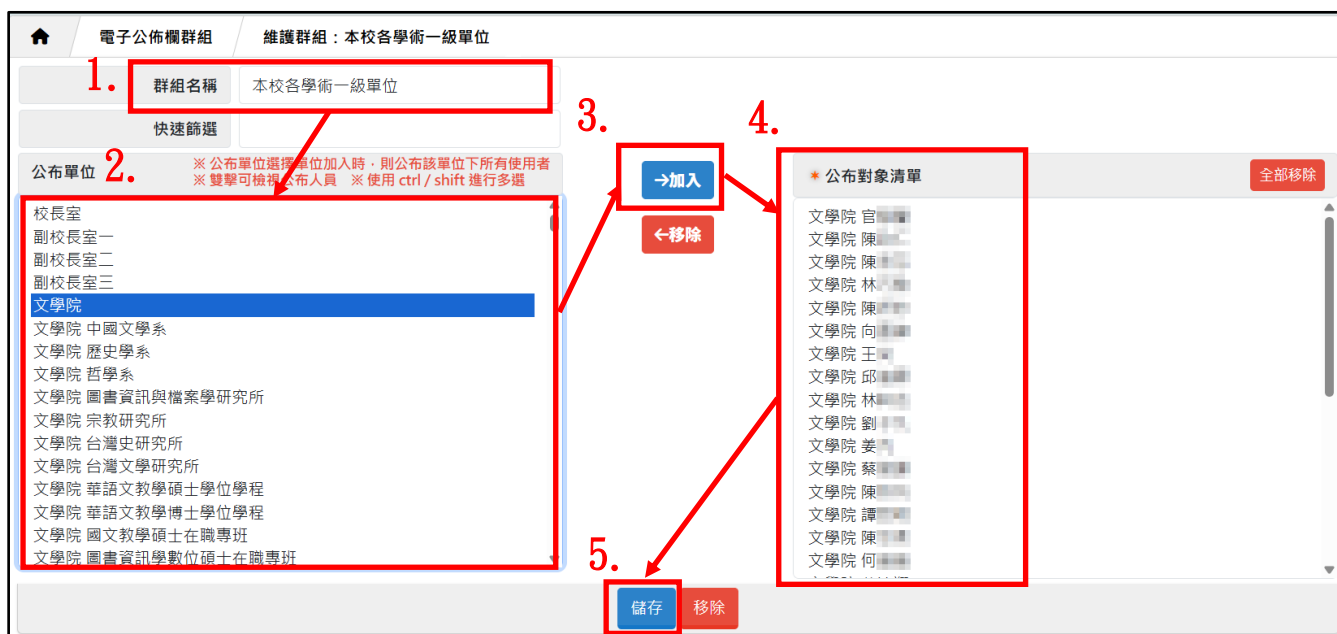 電子公佈欄群組 維護群組：本校各學術一級單位
1. 群組名稱 本校各學術一級單位
快速篩選
3. 4.
公布單位 2. ※ 公布單位選擇單位加入時，則公布該單位下所有使用者
※ 雙擊可檢視公布人員 ※ 使用 ctrl / shift 進行多選
校長室
副校長室一
副校長室二
副校長室三
文學院
文學院 中國文學系
文學院 歷史學系
文學院 哲學系
文學院 圖書資訊與檔案學研究所
文學院 宗教研究所
文學院 台灣史研究所
文學院 台灣文學研究所
文學院 華語文教學碩士學位學程
文學院 華語文教學博士學位學程
文學院 國文教學碩士在職專班
文學院 圖書資訊學數位碩士在職專班
→加入
←移除
✶ 公布對象清單 全部移除
文學院 官
文學院 陳
文學院 陳
文學院 林
文學院 陳
文學院 向
文學院 王
文學院 邱
文學院 林
文學院 劉
文學院 姜
文學院 蔡
文學院 陳
文學院 譚
文學院 陳
文學院 何
5.
儲存 移除